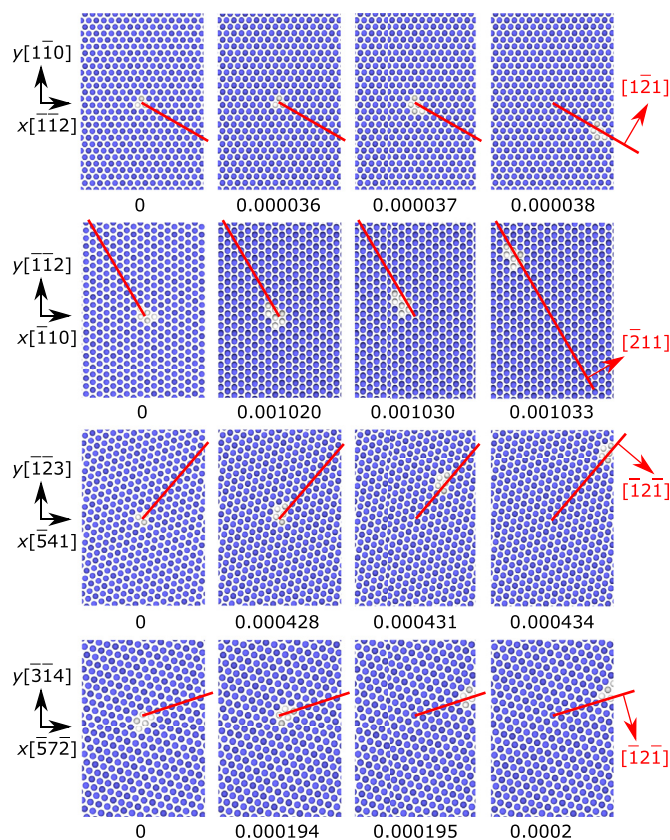 y[11̄0]
[12̄1]
x[1̄1̄2]
0 0.000036 0.000037 0.000038
y[1̄1̄2]
x[1̄10]
[2̄11]
0 0.001020 0.001030 0.001033
y[1̄2̄3]
[1̄21̄]
x[5̄41]
0 0.000428 0.000431 0.000434
y[3̄1̄4]
x[5̄72̄]
[1̄21̄]
0 0.000194 0.000195 0.0002